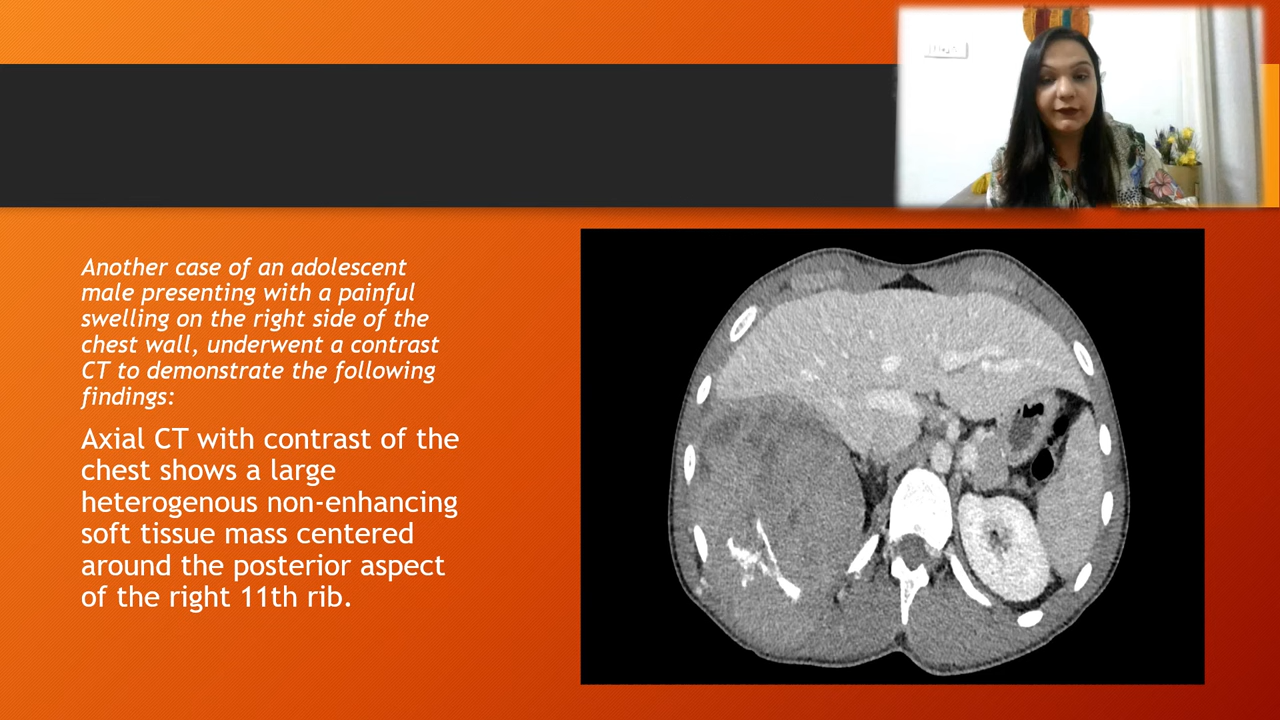 Another case of an adolescent
male presenting with a painful
swelling on the right side of the
chest wall, underwent a contrast
CT to demonstrate the following
findings:
Axial CT with contrast of the
chest shows a large
heterogenous non-enhancing
soft tissue mass centered
around the posterior aspect
of the right 11th rib.